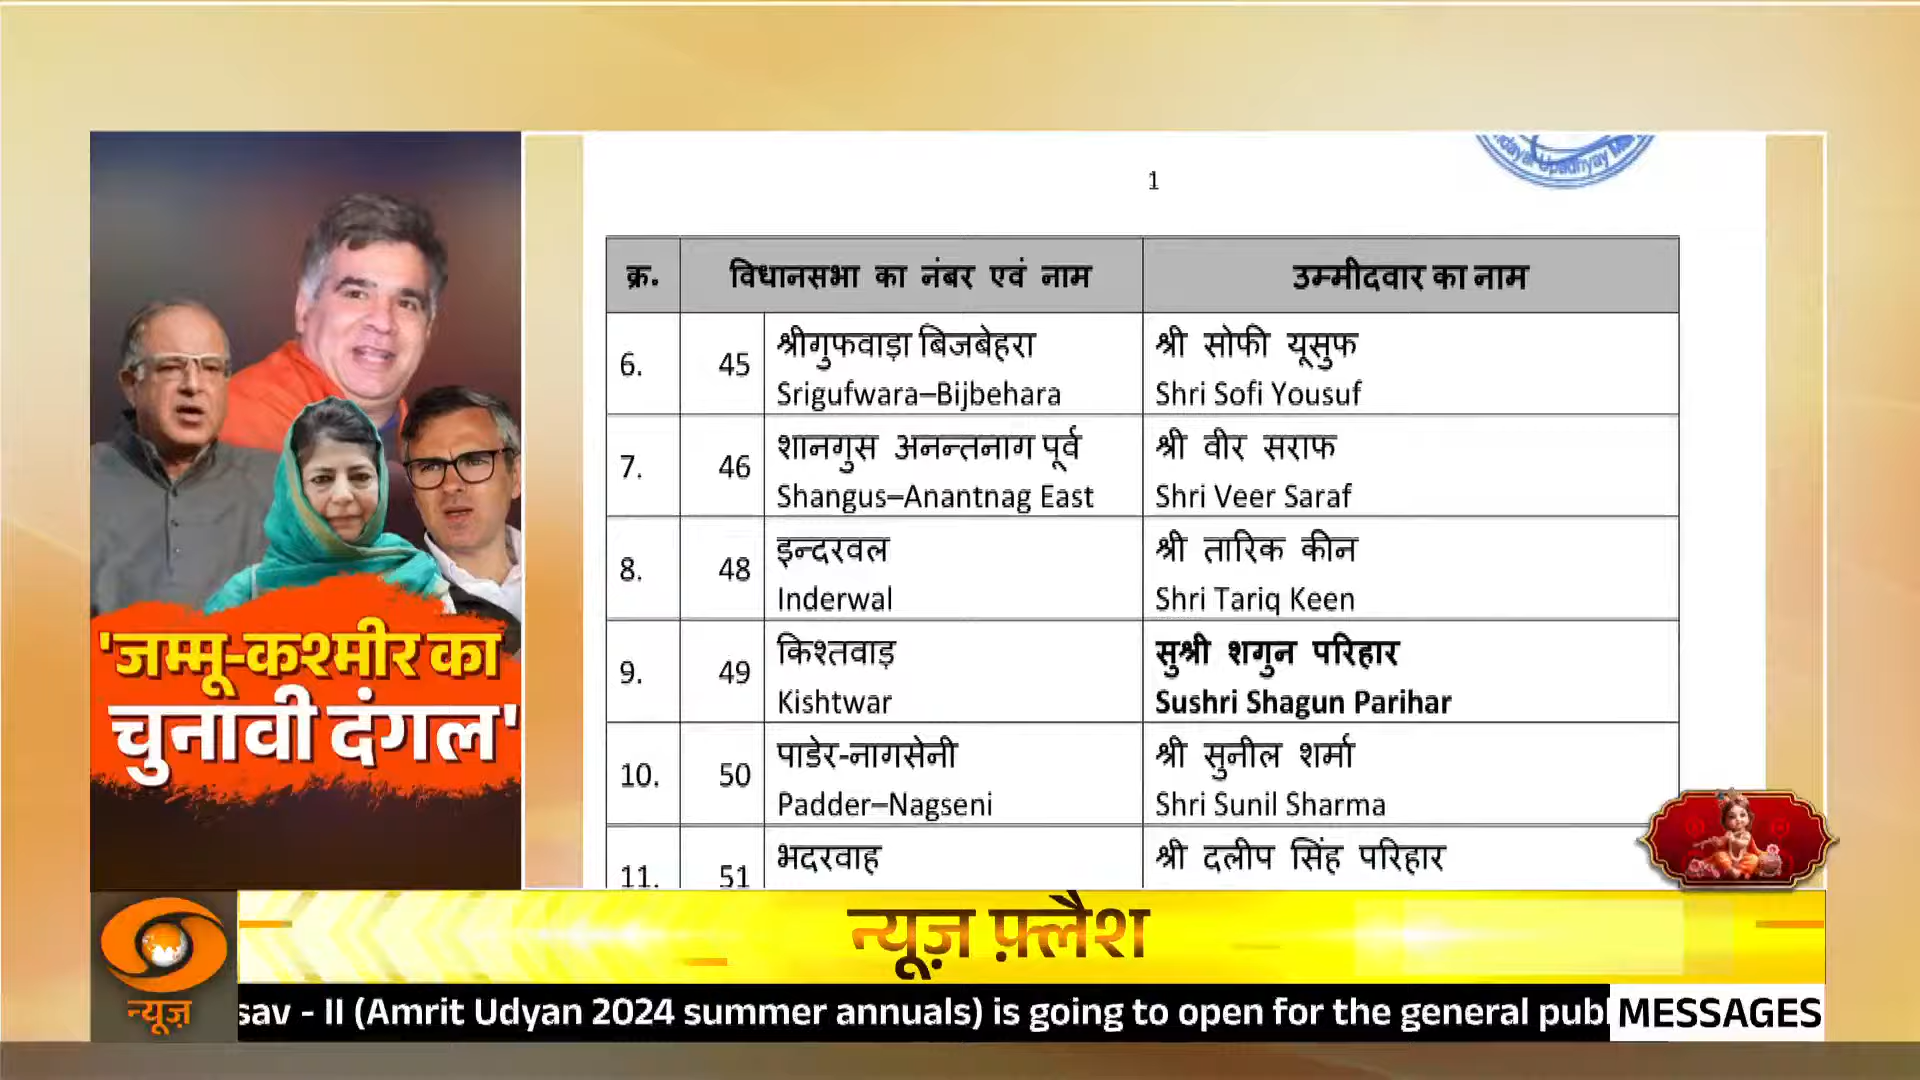 Upadhyay
1
क्र. विधानसभा का नंबर एवं नाम उम्मीदवार का नाम
6. 45 श्रीगुफवाड़ा बिजबेहरा श्री सोफी यूसुफ
Srigufwara–Bijbehara Shri Sofi Yousuf
7. 46 शानगुस अनन्तनाग पूर्व श्री वीर सराफ
Shangus–Anantnag East Shri Veer Saraf
8. 48 इन्दरवल श्री तारिक कीन
Inderwal Shri Tariq Keen
9. 49 किश्तवाड़ सुश्री शगुन परिहार
Kishtwar Sushri Shagun Parihar
10. 50 पाडेर-नागसेनी श्री सुनील शर्मा
Padder–Nagseni Shri Sunil Sharma
11. 51 भदरवाह श्री दलीप सिंह परिहार
'जम्मू-कश्मीर का
चुनावी दंगल'
न्यूज़ फ़्लैश
न्यूज़
sav - II (Amrit Udyan 2024 summer annuals) is going to open for the general publ MESSAGES